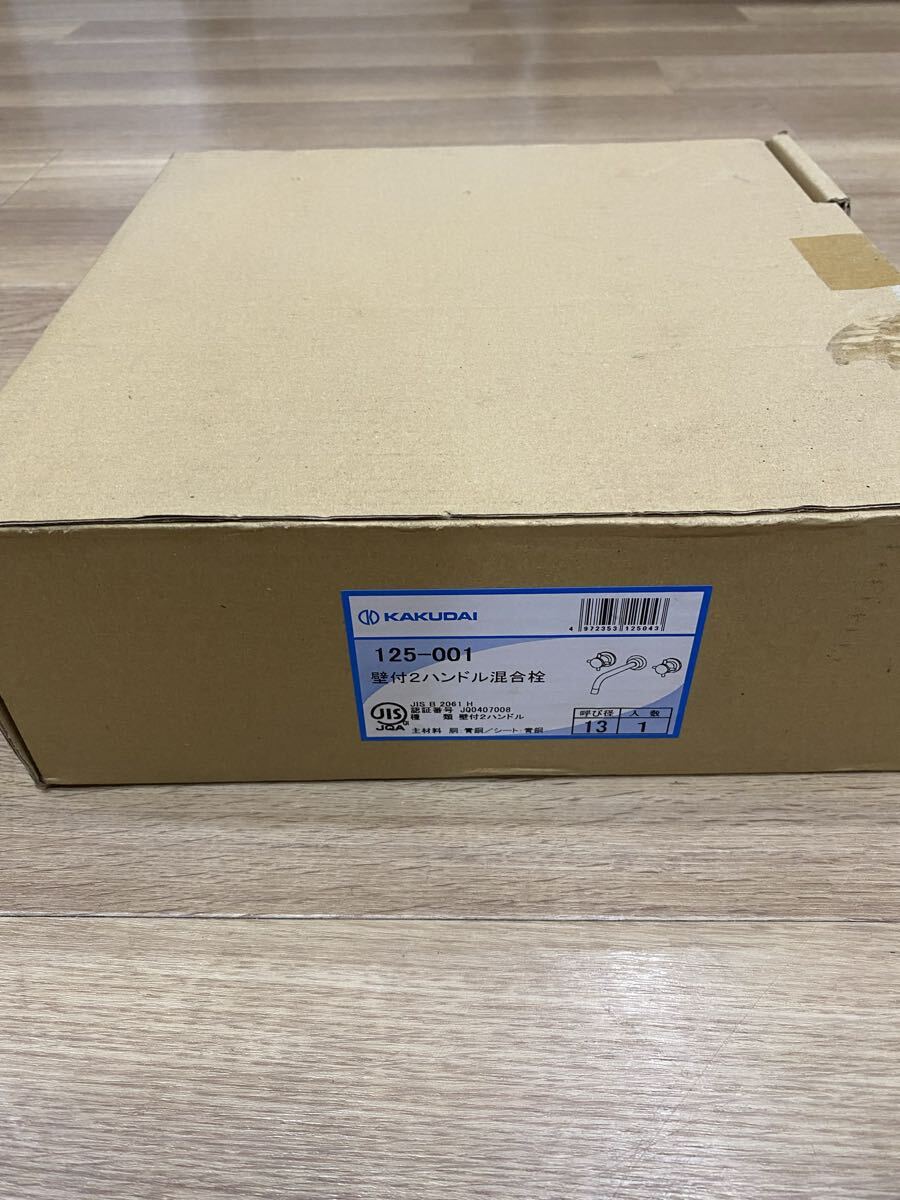 KAKUDAI
4 972353 125043
125-001
壁付2ハンドル混合栓
JIS B 2061 H
認証番号 JQ0407008
種 類 壁付2ハンドル
主材料 胴:青銅/シート:青銅
JIS
JQA
呼び径 入数
13 1